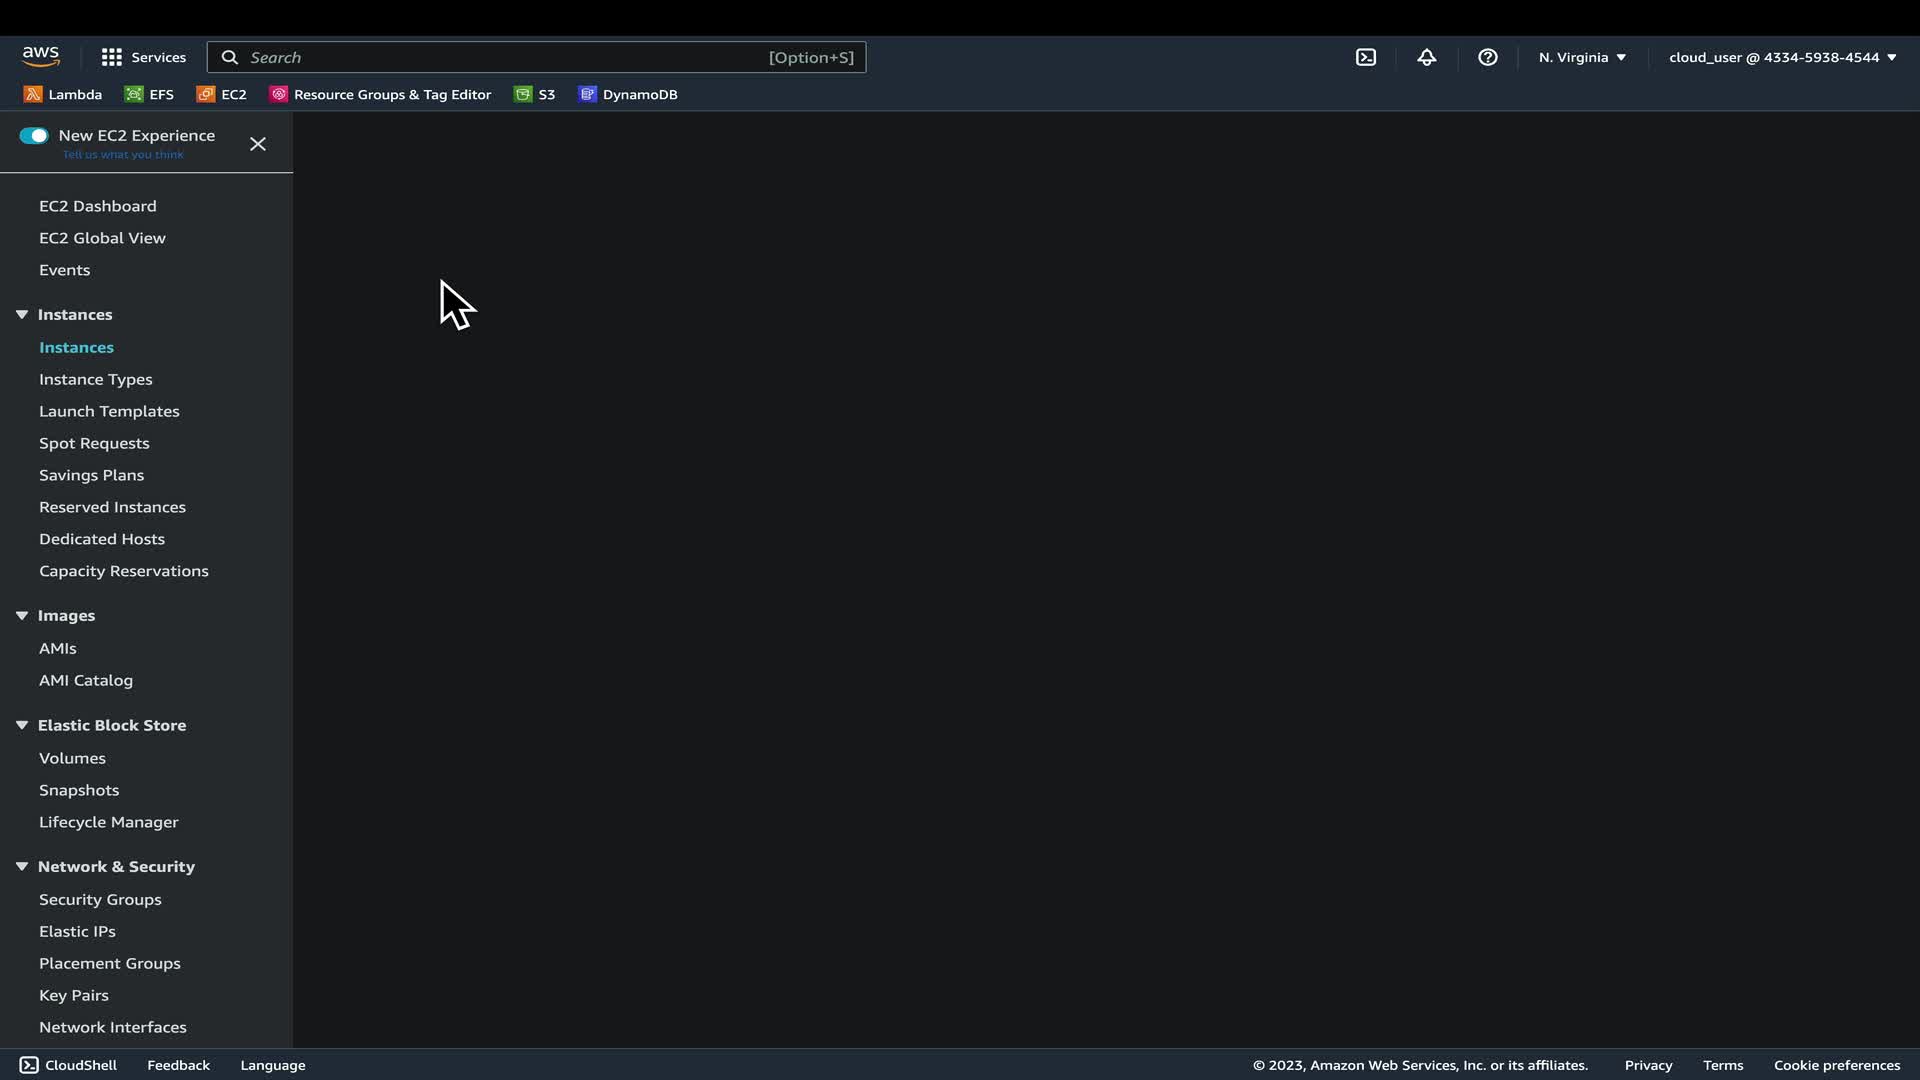 aws
Services
Search [Option+S]
N. Virginia
cloud_user @ 4334-5938-4544
Lambda
EFS
EC2
Resource Groups & Tag Editor
S3
DynamoDB
New EC2 Experience
Tell us what you think
EC2 Dashboard
EC2 Global View
Events
Instances
Instances
Instance Types
Launch Templates
Spot Requests
Savings Plans
Reserved Instances
Dedicated Hosts
Capacity Reservations
Images
AMIs
AMI Catalog
Elastic Block Store
Volumes
Snapshots
Lifecycle Manager
Network & Security
Security Groups
Elastic IPs
Placement Groups
Key Pairs
Network Interfaces
CloudShell
Feedback
Language
© 2023, Amazon Web Services, Inc. or its affiliates.
Privacy
Terms
Cookie preferences